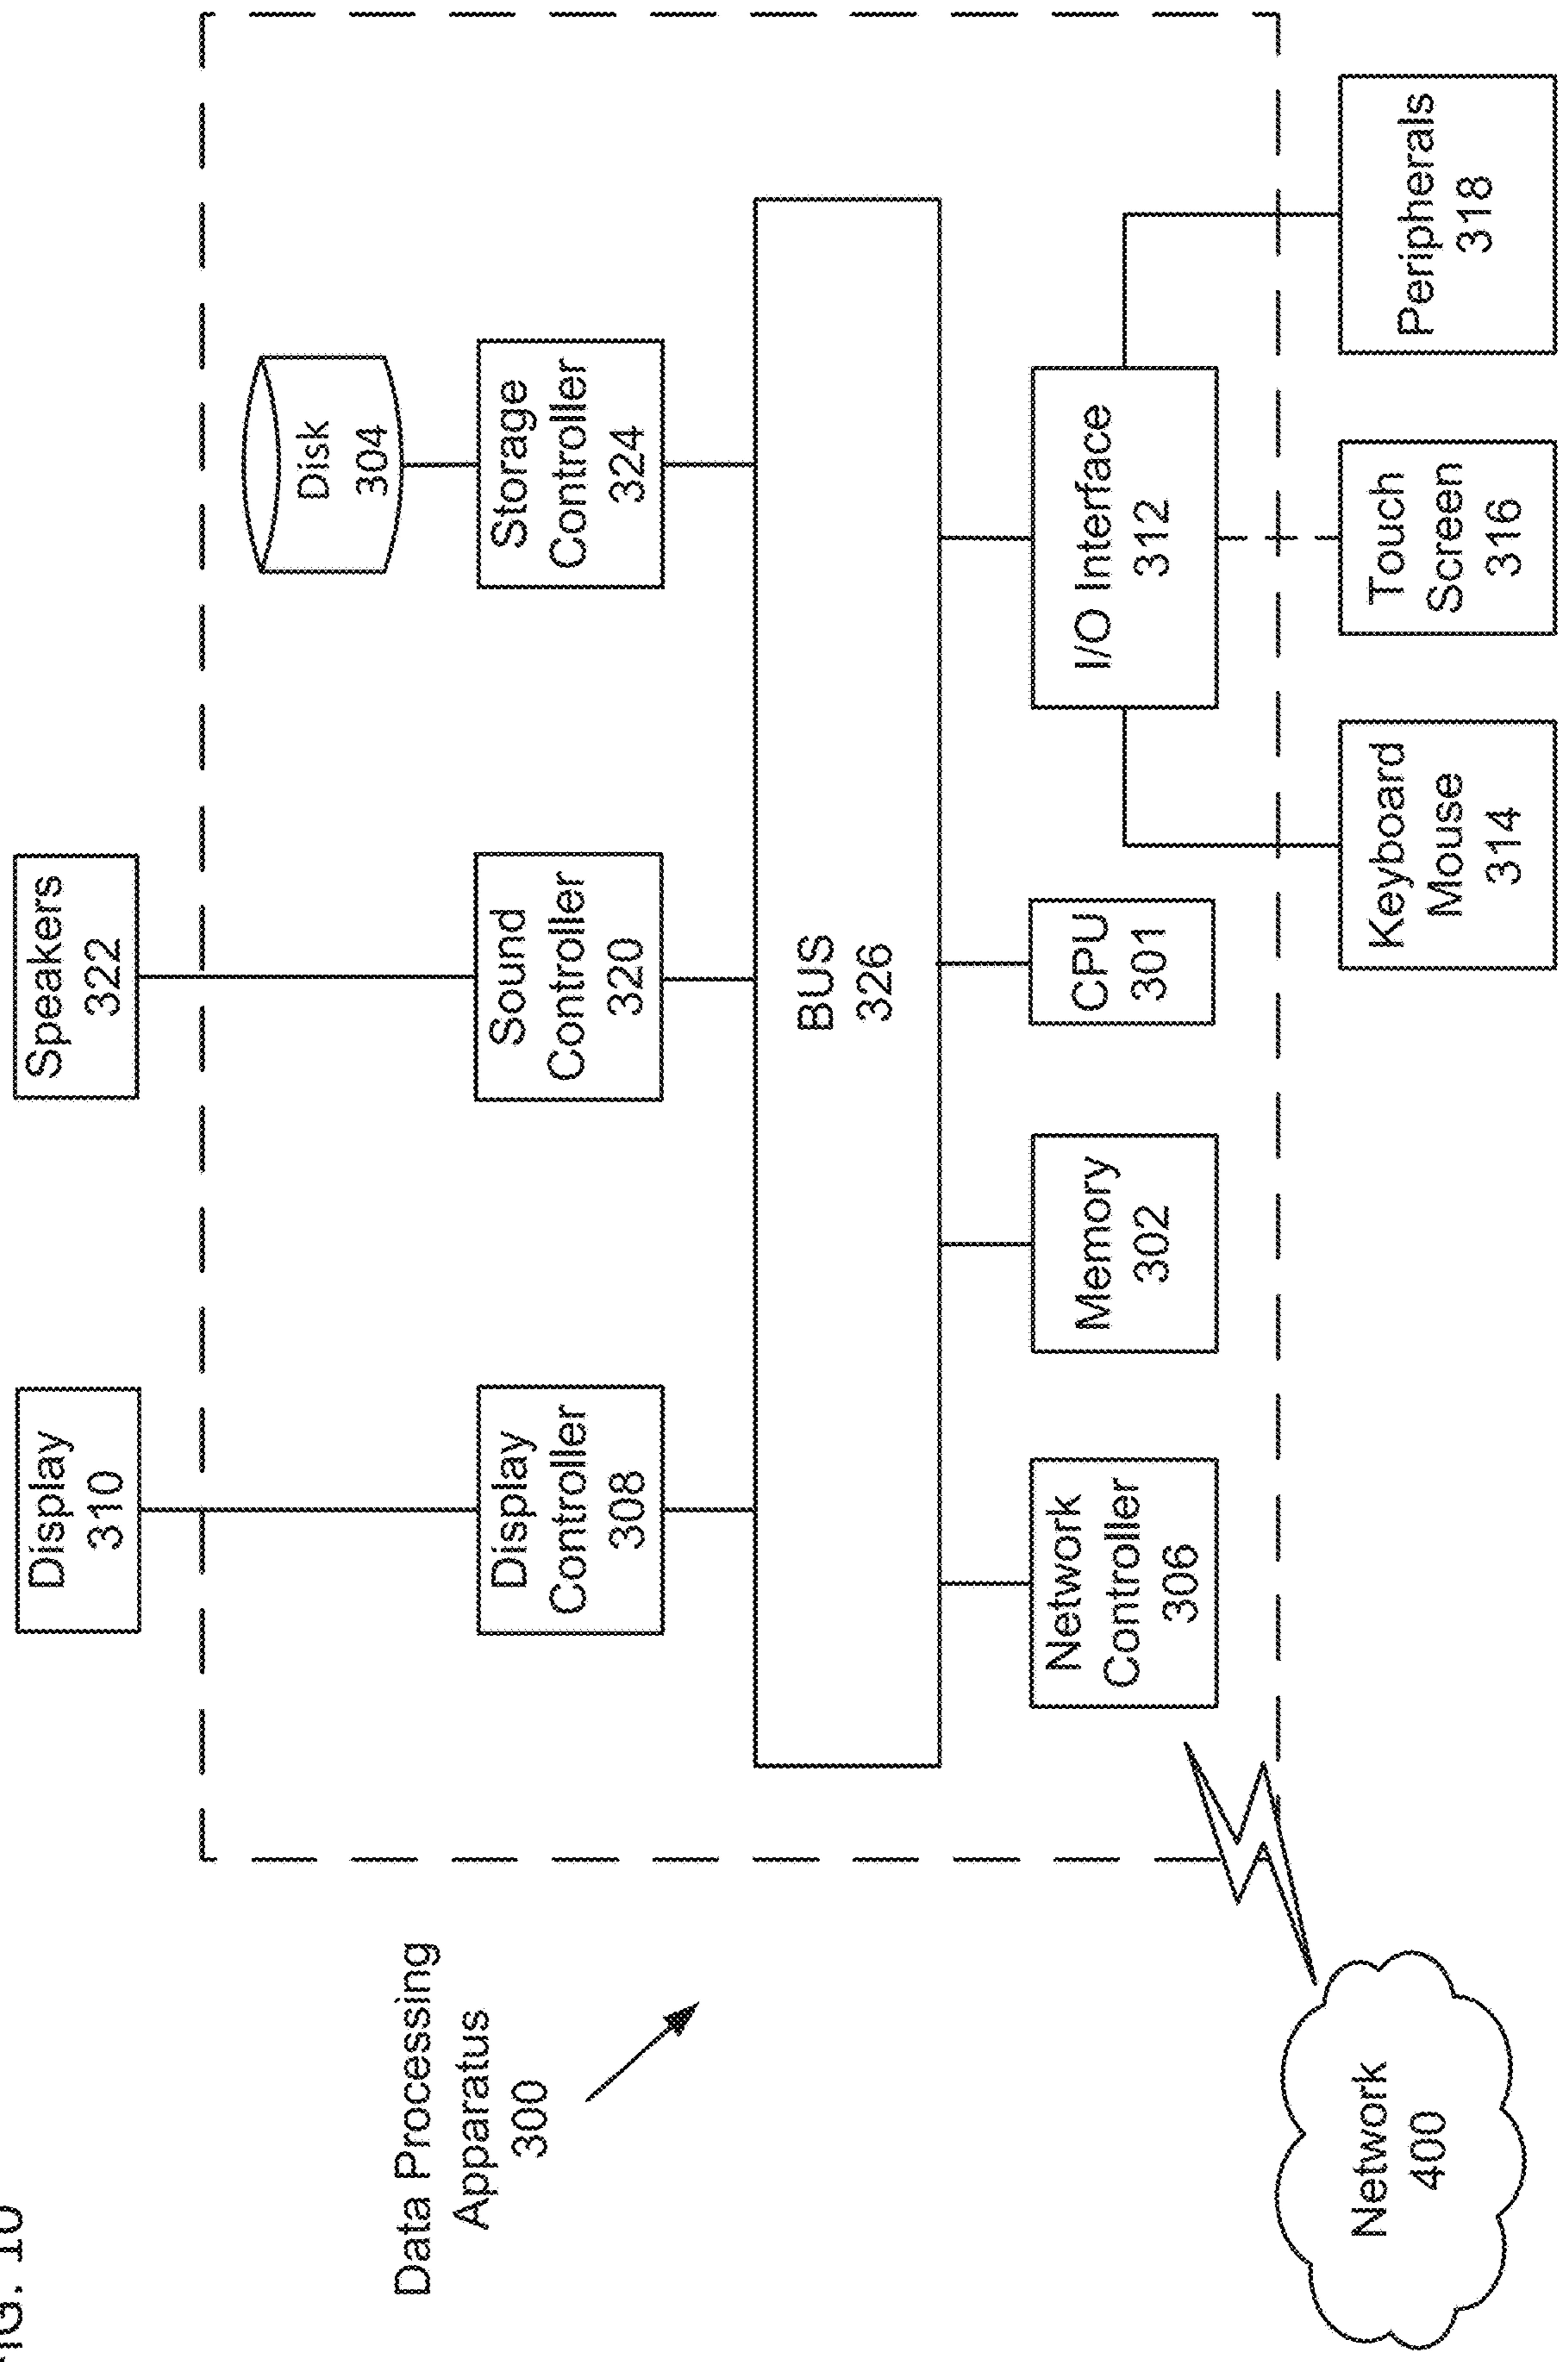 FIG. 10
Display
310
Speakers
322
Data Processing
Apparatus
300
Disk
304
Display
Controller
308
Sound
Controller
320
Storage
Controller
324
BUS
326
Network
Controller
306
Memory
302
CPU
301
I/O Interface
312
Network
400
Keyboard
Mouse
314
Touch
Screen
316
Peripherals
318